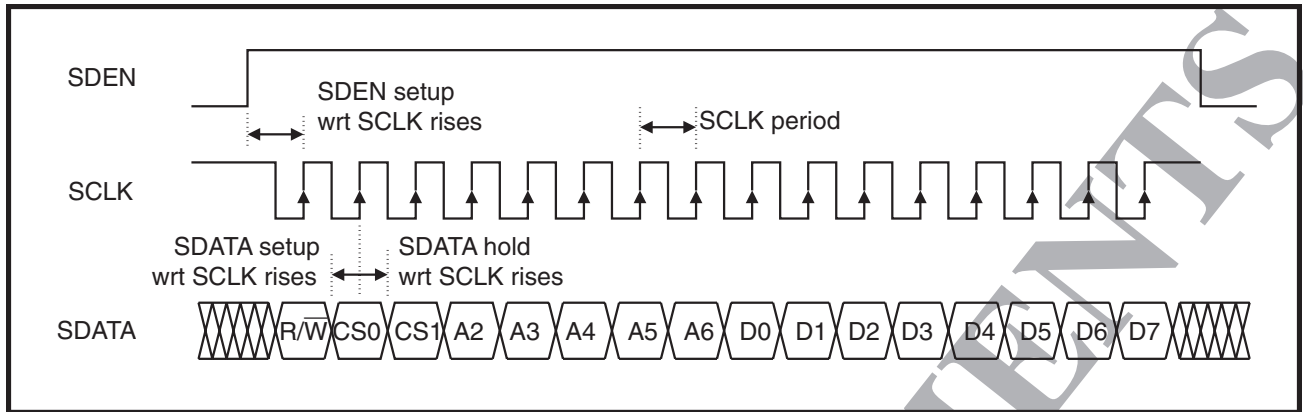 SDEN
SDEN setup
wrt SCLK rises
SCLK period
SCLK
SDATA setup
wrt SCLK rises
SDATA hold
wrt SCLK rises
SDATA
R/W̅ CS0 CS1 A2 A3 A4 A5 A6 D0 D1 D2 D3 D4 D5 D6 D7
ENTS